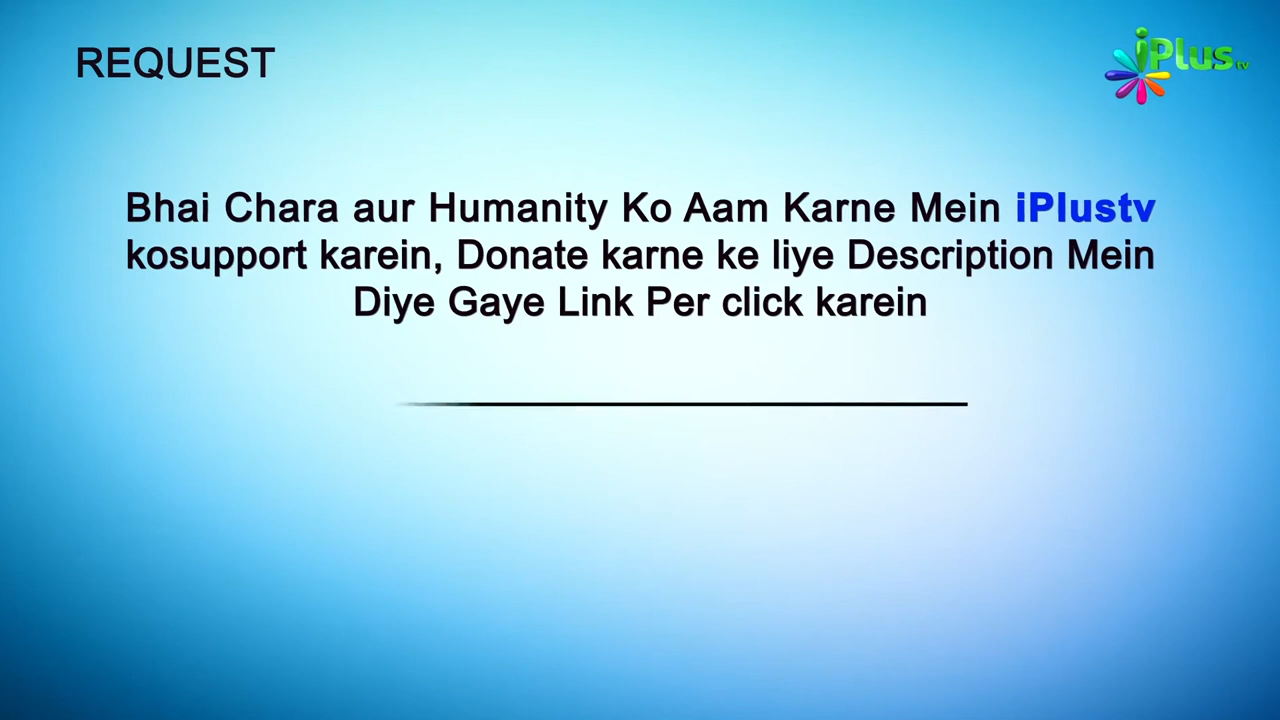 REQUEST
iPlus tv
Bhai Chara aur Humanity Ko Aam Karne Mein iPlustv
kosupport karein, Donate karne ke liye Description Mein
Diye Gaye Link Per click karein